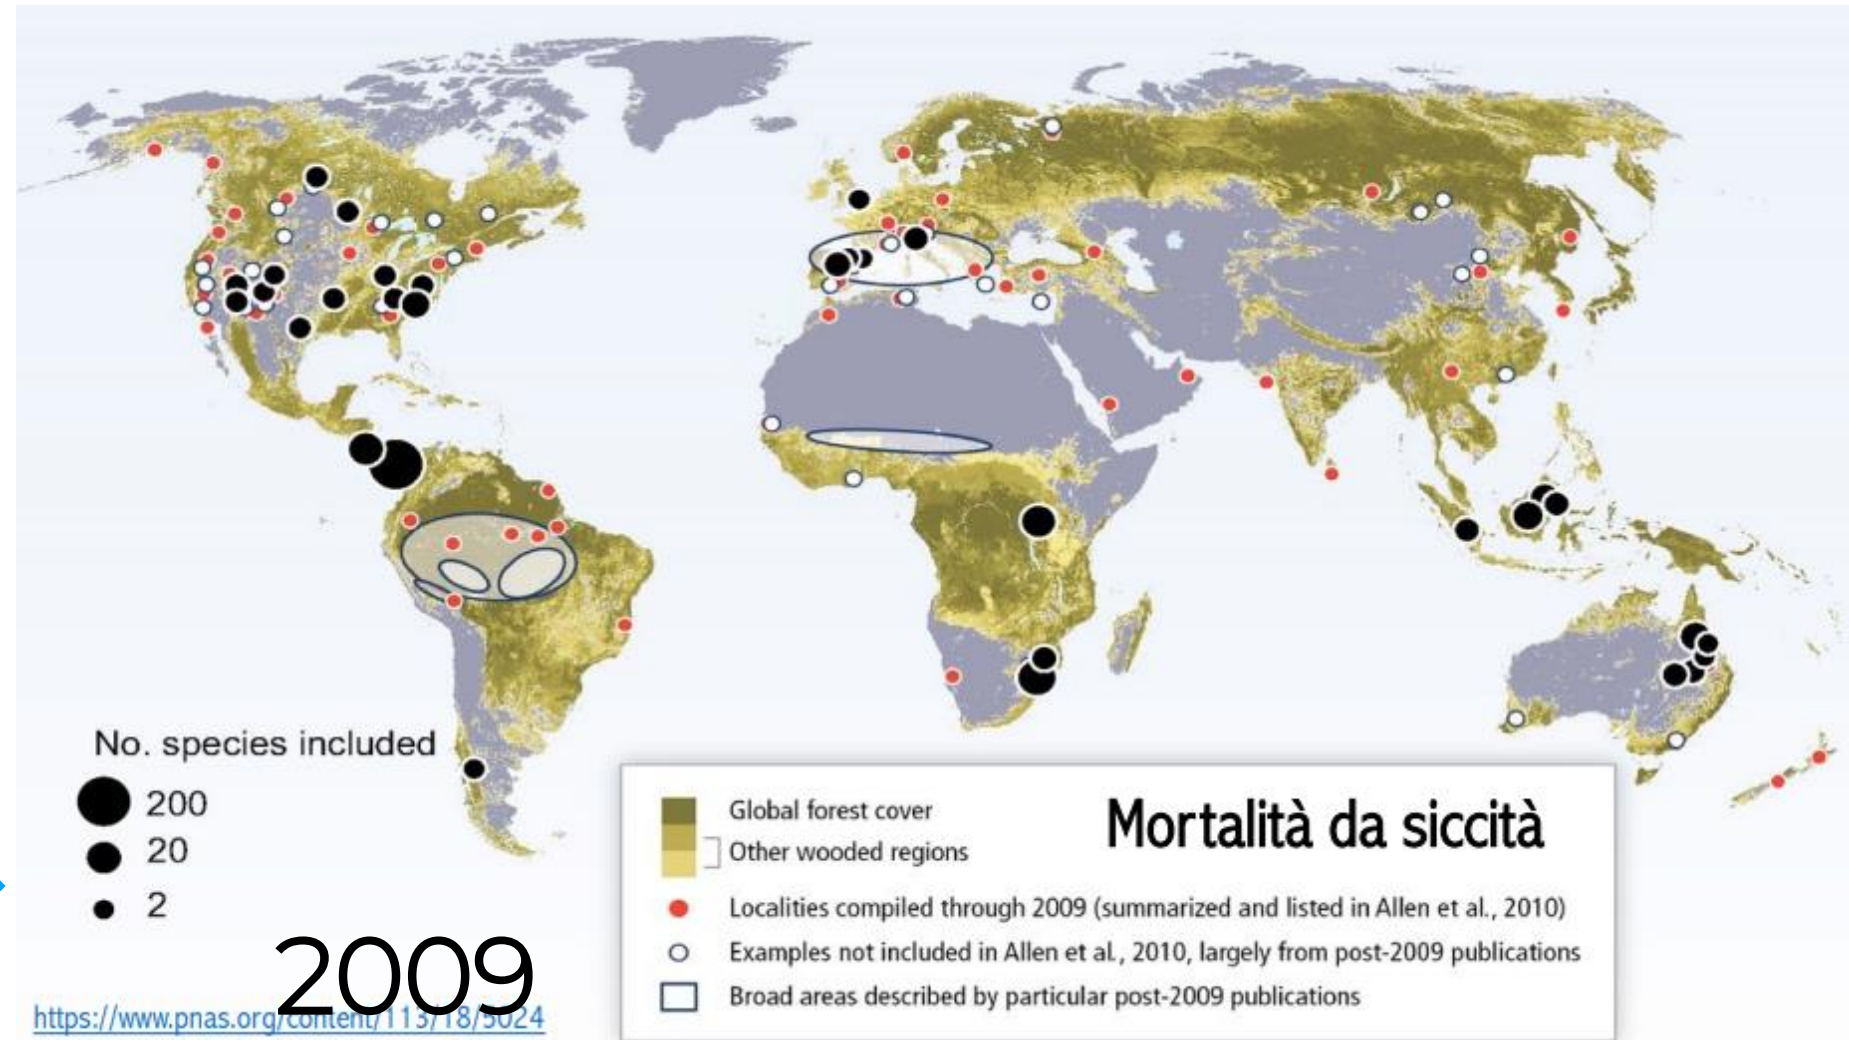 No. species included
200
20
2
2009
https://www.pnas.org/content/113/18/5024
Mortalità da siccità
Global forest cover
Other wooded regions
Localities compiled through 2009 (summarized and listed in Allen et al., 2010)
Examples not included in Allen et al., 2010, largely from post-2009 publications
Broad areas described by particular post-2009 publications